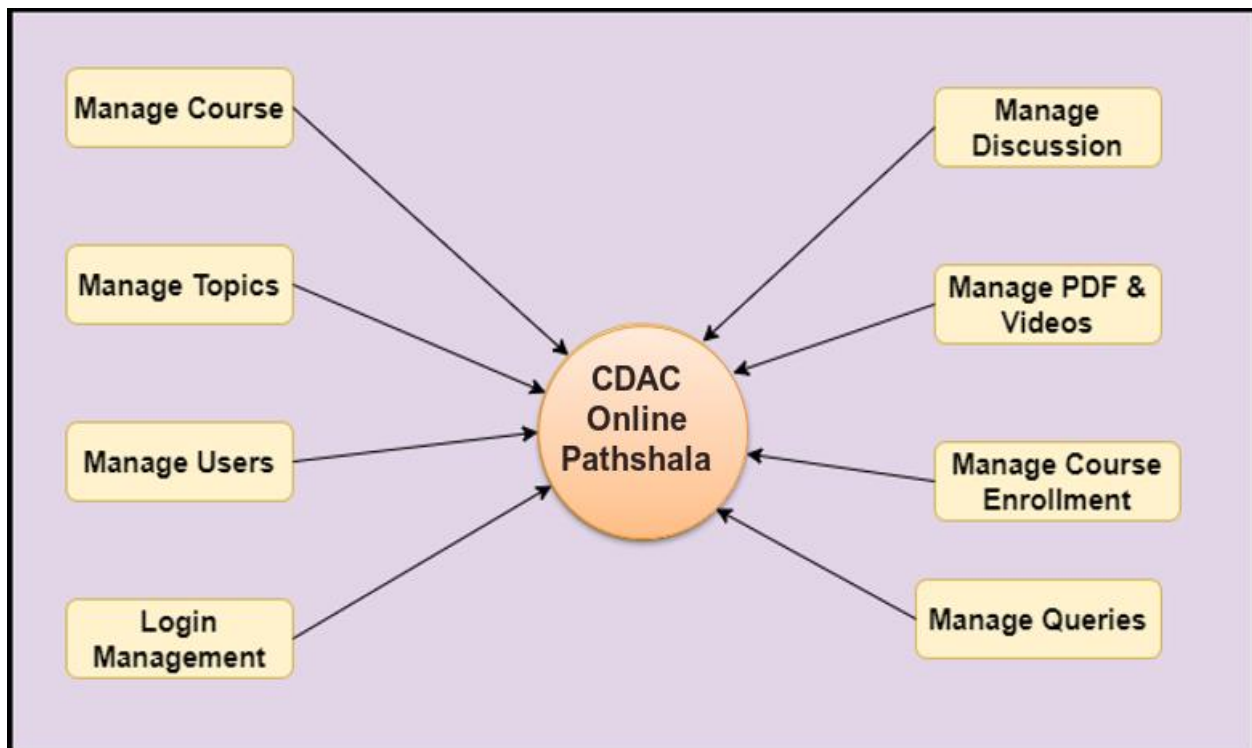 Manage Course
Manage Topics
Manage Users
Login
Management
CDAC
Online
Pathshala
Manage
Discussion
Manage PDF &
Videos
Manage Course
Enrollment
Manage Queries